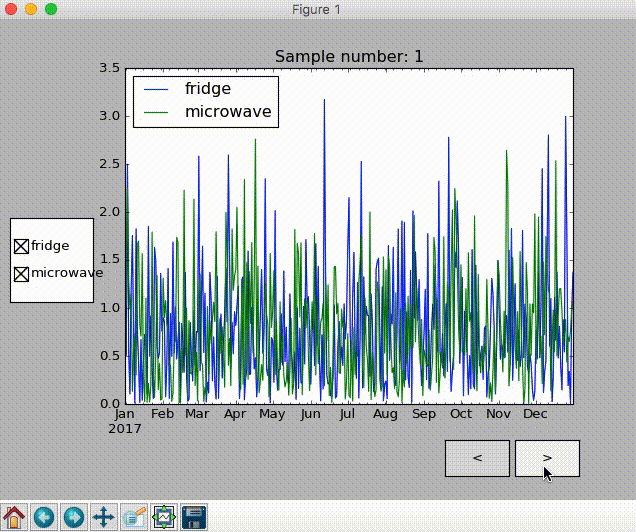 Figure 1
Sample number: 1
3.5
3.0
2.5
2.0
1.5
1.0
0.5
0.0
fridge
microwave
fridge
microwave
Jan Feb Mar Apr May Jun Jul Aug Sep Oct Nov Dec
2017
< >